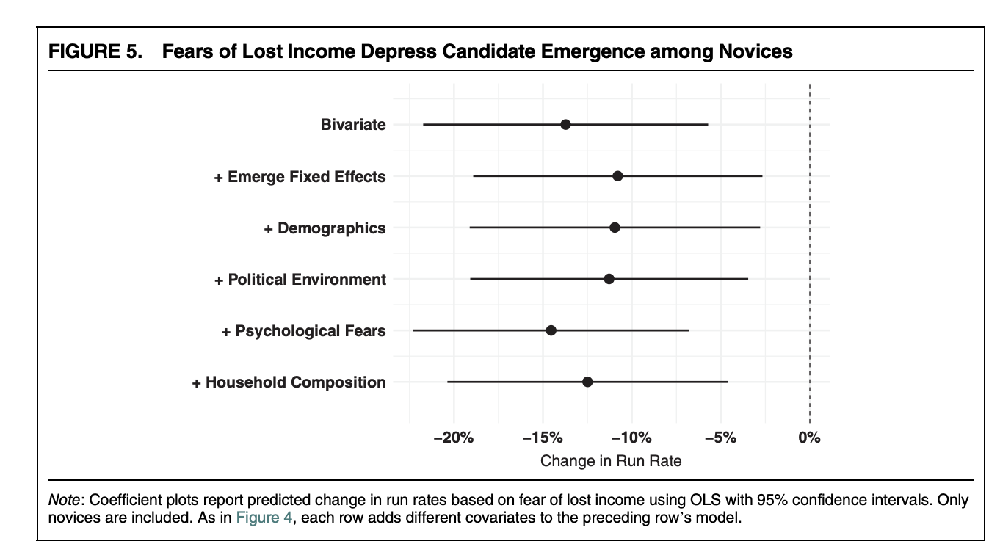 FIGURE 5. Fears of Lost Income Depress Candidate Emergence among Novices
Bivariate
+ Emerge Fixed Effects
+ Demographics
+ Political Environment
+ Psychological Fears
+ Household Composition
−20% −15% −10% −5% 0%
Change in Run Rate
Note: Coefficient plots report predicted change in run rates based on fear of lost income using OLS with 95% confidence intervals. Only
novices are included. As in Figure 4, each row adds different covariates to the preceding row’s model.